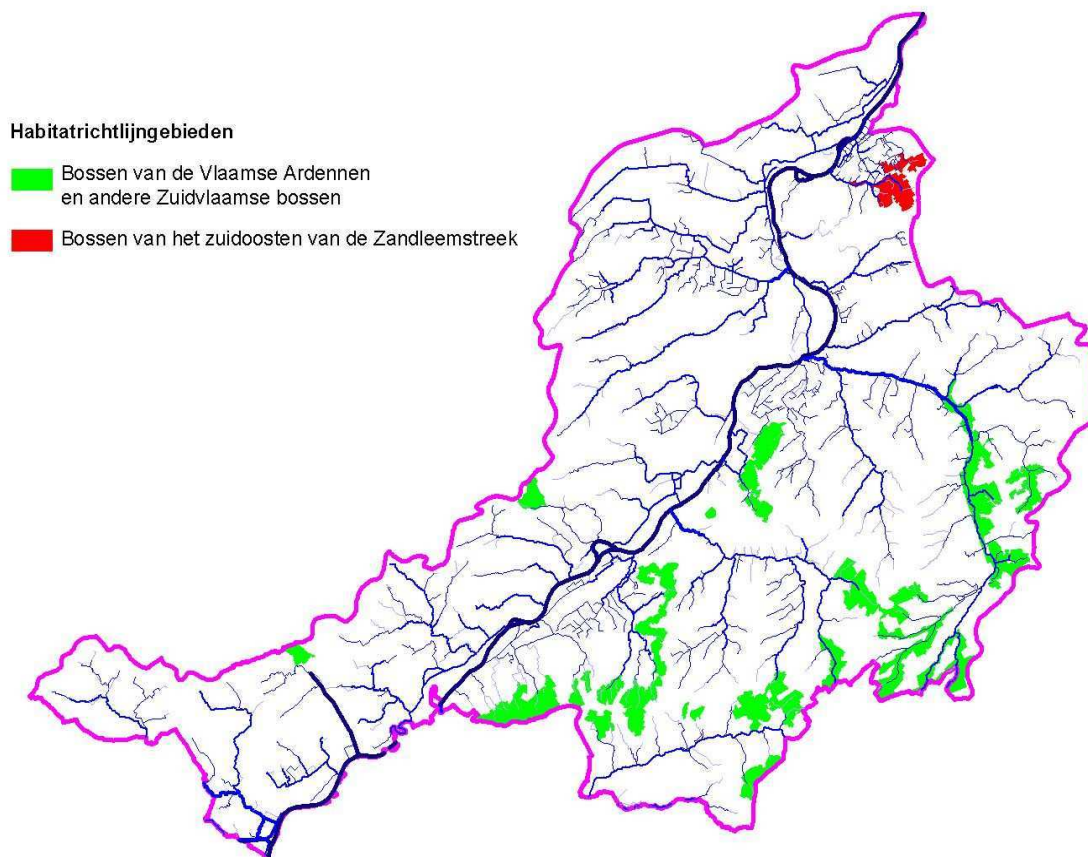 Habitatrichtlijngebieden
Bossen van de Vlaamse Ardennen
en andere Zuidvlaamse bossen
Bossen van het zuidoosten van de Zandleemstreek